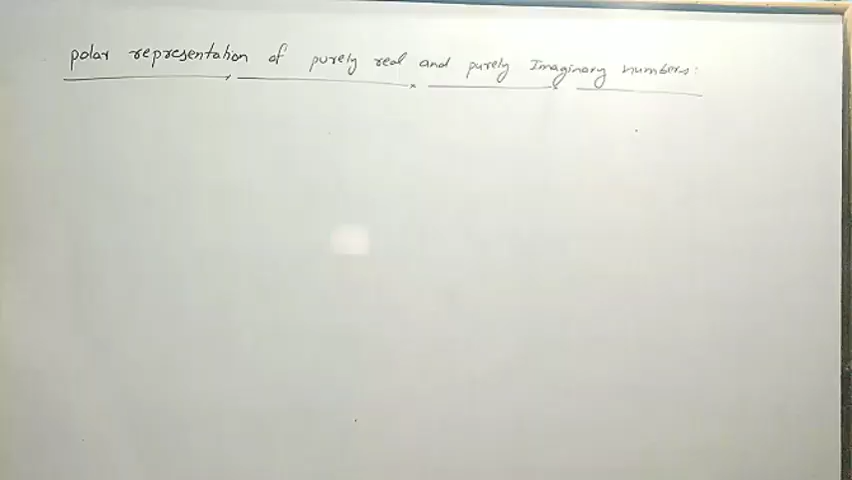 polar representation of purely real and purely Imaginary numbers: